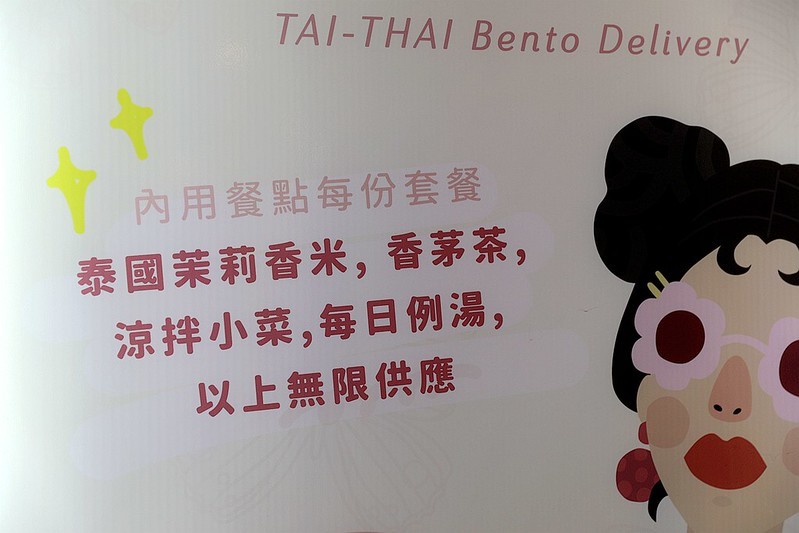 TAI-THAI Bento Delivery
內用餐點每份套餐
泰國茉莉香米, 香茅茶,
涼拌小菜,每日例湯,
以上無限供應